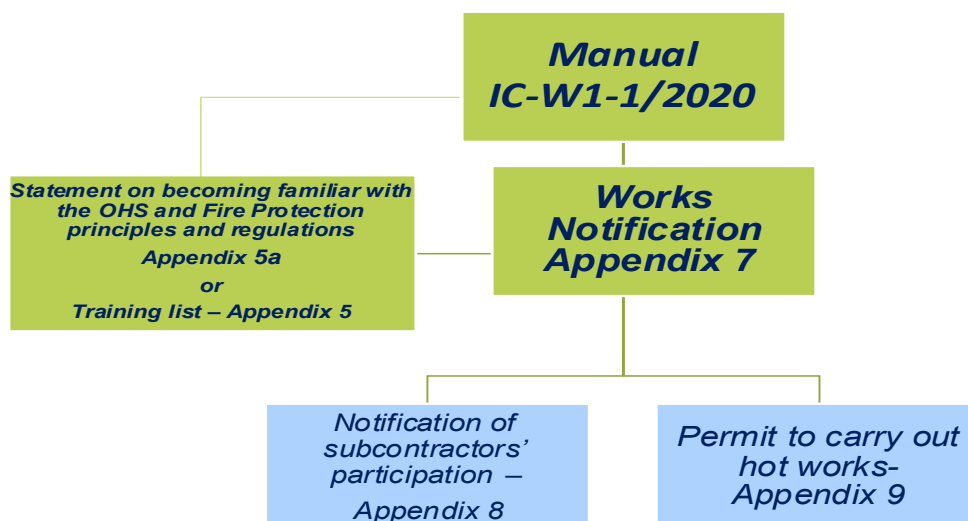 Manual
IC-W1-1/2020
Statement on becoming familiar with
the OHS and Fire Protection
principles and regulations
Appendix 5a
or
Training list – Appendix 5
Works
Notification
Appendix 7
Notification of
subcontractors’
participation –
Appendix 8
Permit to carry out
hot works-
Appendix 9